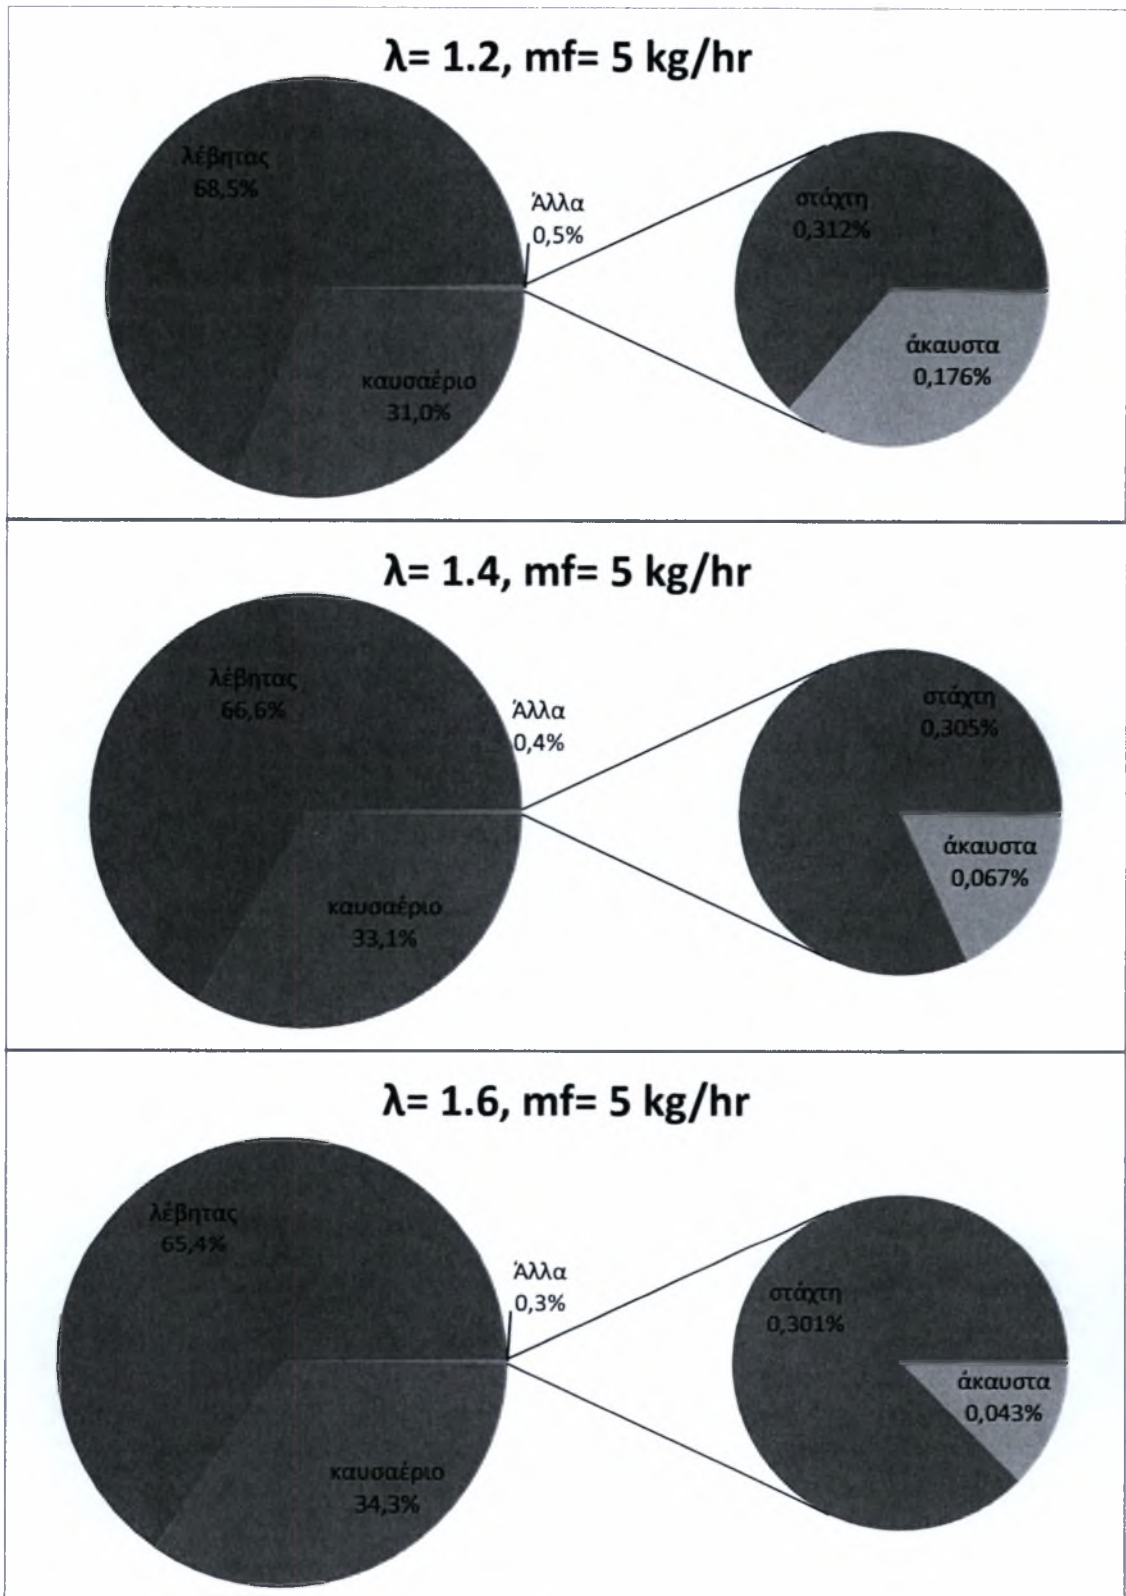 λ= 1.2, mf= 5 kg/hr
λέβητας
68,5%
Άλλα
0,5%
καυσαέριο
31,0%
στάχτη
0,312%
άκαυστα
0,176%
λ= 1.4, mf= 5 kg/hr
λέβητας
66,6%
Άλλα
0,4%
καυσαέριο
33,1%
στάχτη
0,305%
άκαυστα
0,067%
λ= 1.6, mf= 5 kg/hr
λέβητας
65,4%
Άλλα
0,3%
καυσαέριο
34,3%
στάχτη
0,301%
άκαυστα
0,043%